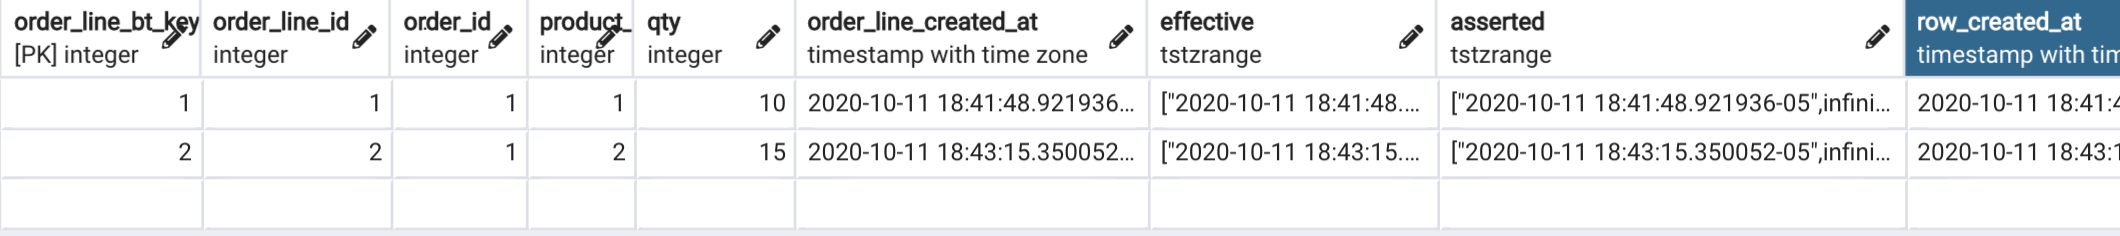 order_line_bt_key order_line_id order_id product_ qty order_line_created_at effective asserted row_created_at
[PK] integer integer integer integer integer timestamp with time zone tstzrange tstzrange timestamp with tim
1 1 1 1 10 2020-10-11 18:41:48.921936... ["2020-10-11 18:41:48.... ["2020-10-11 18:41:48.921936-05",infini... 2020-10-11 18:41:4
2 2 1 2 15 2020-10-11 18:43:15.350052... ["2020-10-11 18:43:15.... ["2020-10-11 18:43:15.350052-05",infini... 2020-10-11 18:43:1